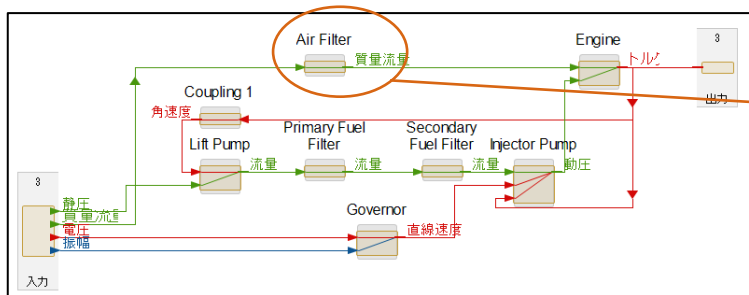 Air Filter
質量流量
Engine
トルク
3
出力
Coupling 1
角速度
Lift Pump
流量
Primary Fuel
Filter
流量
Secondary
Fuel Filter
流量
Injector Pump
動圧
3
静圧
質量流量
電圧
振幅
入力
Governor
直線速度